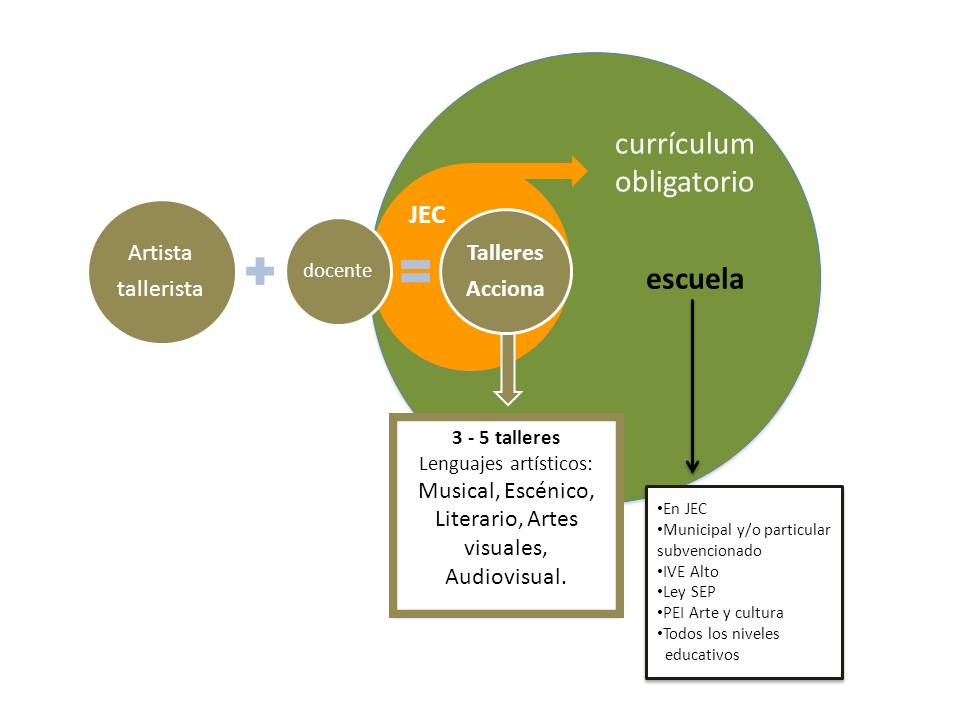 currículum
obligatorio
JEC
Artista
tallerista
docente
Talleres
Acciona
escuela
3 - 5 talleres
Lenguajes artísticos:
Musical, Escénico,
Literario, Artes
visuales,
Audiovisual.
•En JEC
•Municipal y/o particular
subvencionado
•IVE Alto
•Ley SEP
•PEI Arte y cultura
•Todos los niveles
educativos